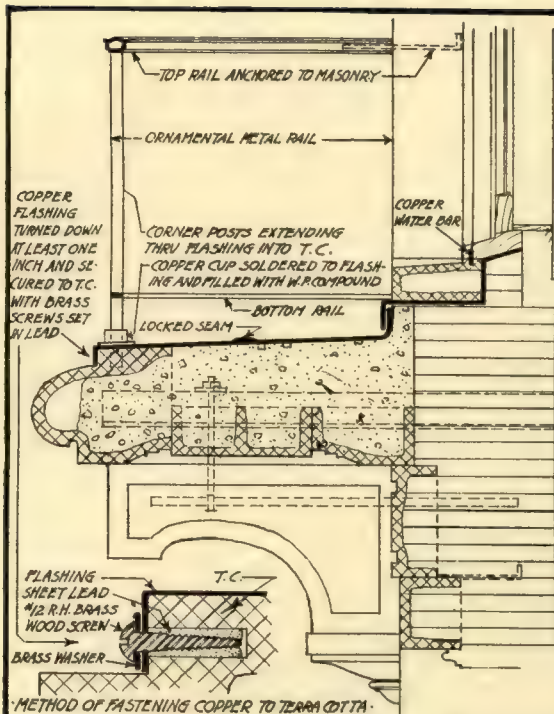 TOP RAIL ANCHORED TO MASONRY
ORNAMENTAL METAL RAIL
COPPER
FLASHING
TURNED DOWN
AT LEAST ONE
INCH AND SE-
CURED TO T.C.
WITH BRASS
SCREWS SET
IN LEAD
COPPER
WATER BAR
CORNER POSTS EXTENDING
THRU FLASHING INTO T.C.
COPPER CUP SOLDERED TO FLASH-
ING AND FILLED WITH W.P. COMPOUND
BOTTOM RAIL
LOCKED SEAM
FLASHING
SHEET LEAD
#12 R.H. BRASS
WOOD SCREW
BRASS WASHER
T.C.
·METHOD OF FASTENING COPPER TO TERRA COTTA·